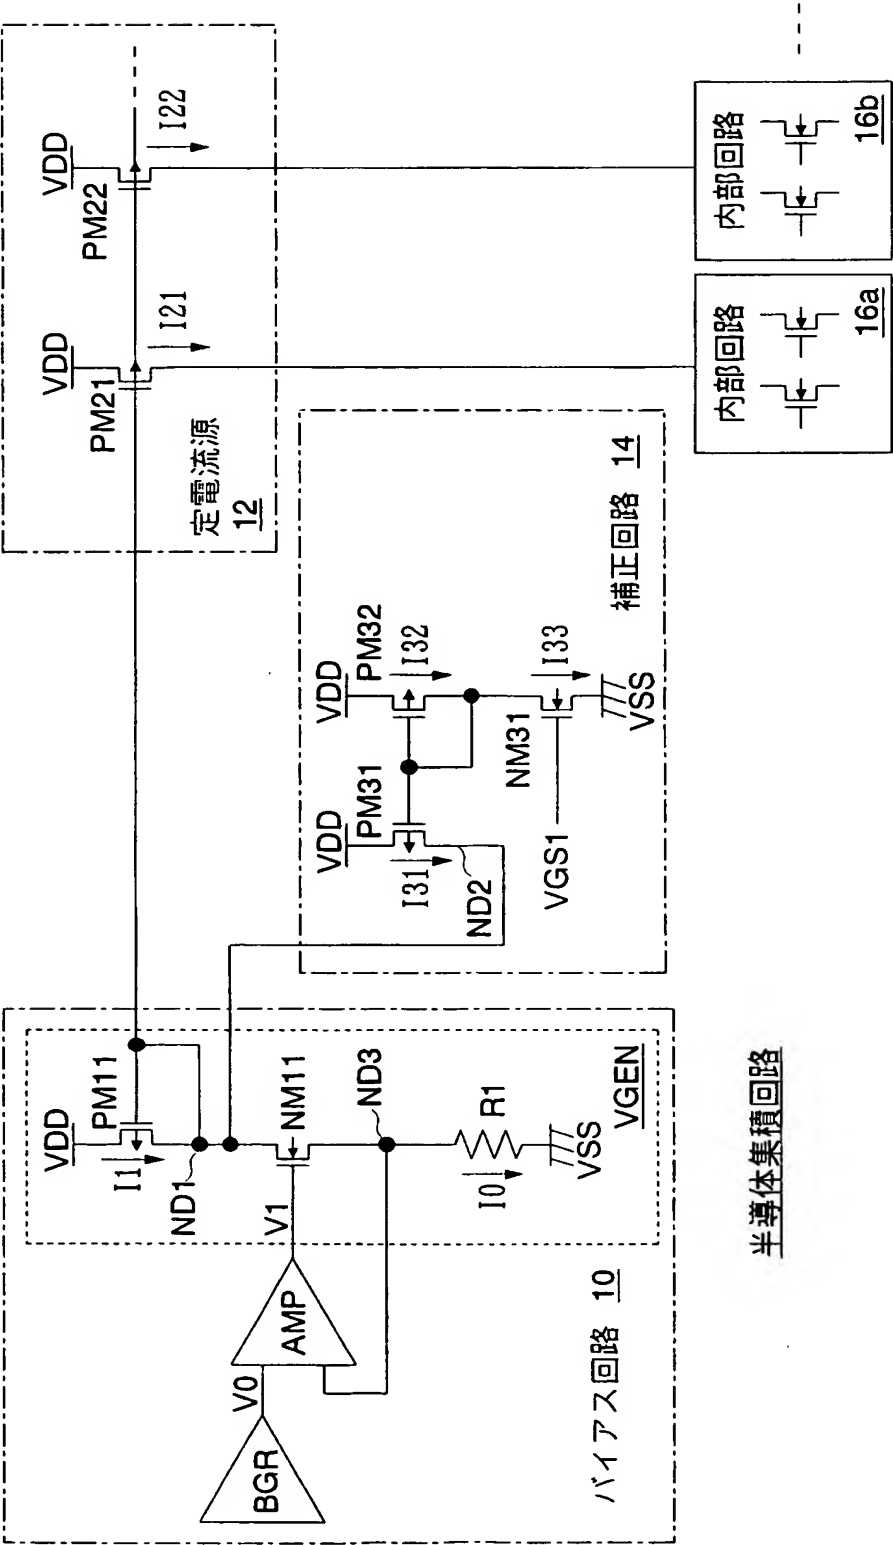 BGR
V0
AMP
バイアス回路 10
VDD
PM11
I1
ND1
V1
NM11
ND3
R1
I0
VSS
VGEN
VDD
PM31
I31
ND2
VDD
PM32
I32
VGS1
NM31
I33
VSS
補正回路 14
定電流源
12
VDD
PM21
I21
VDD
PM22
I22
内部回路
16a
内部回路
16b
半導体集積回路